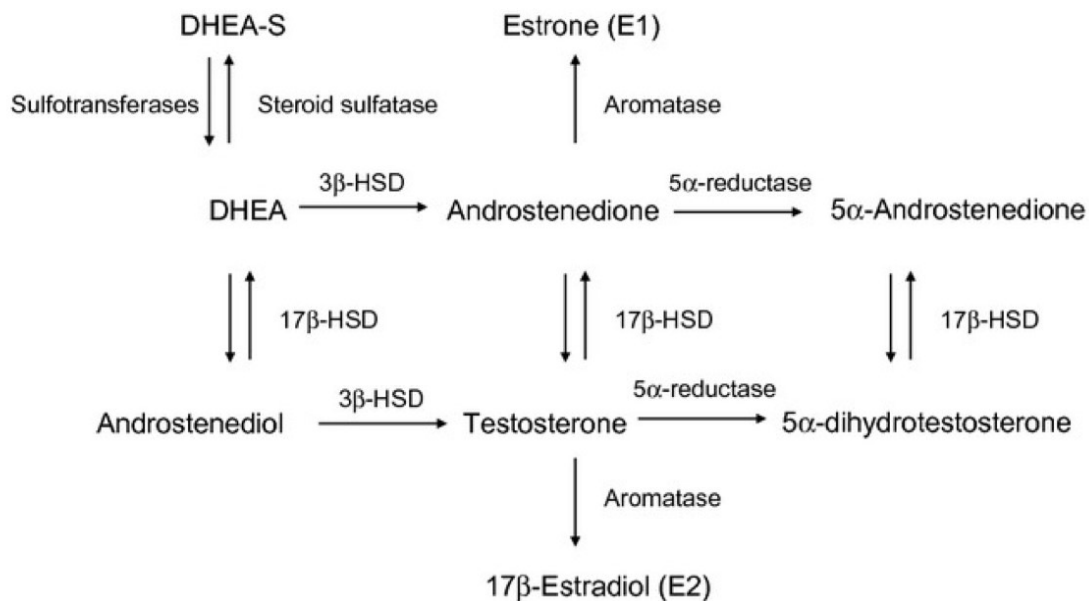 DHEA-S Estrone (E1)
Sulfotransferases Steroid sulfatase Aromatase
3β-HSD 5α-reductase
DHEA Androstenedione 5α-Androstenedione
17β-HSD 17β-HSD 17β-HSD
3β-HSD 5α-reductase
Androstenediol Testosterone 5α-dihydrotestosterone
Aromatase
17β-Estradiol (E2)